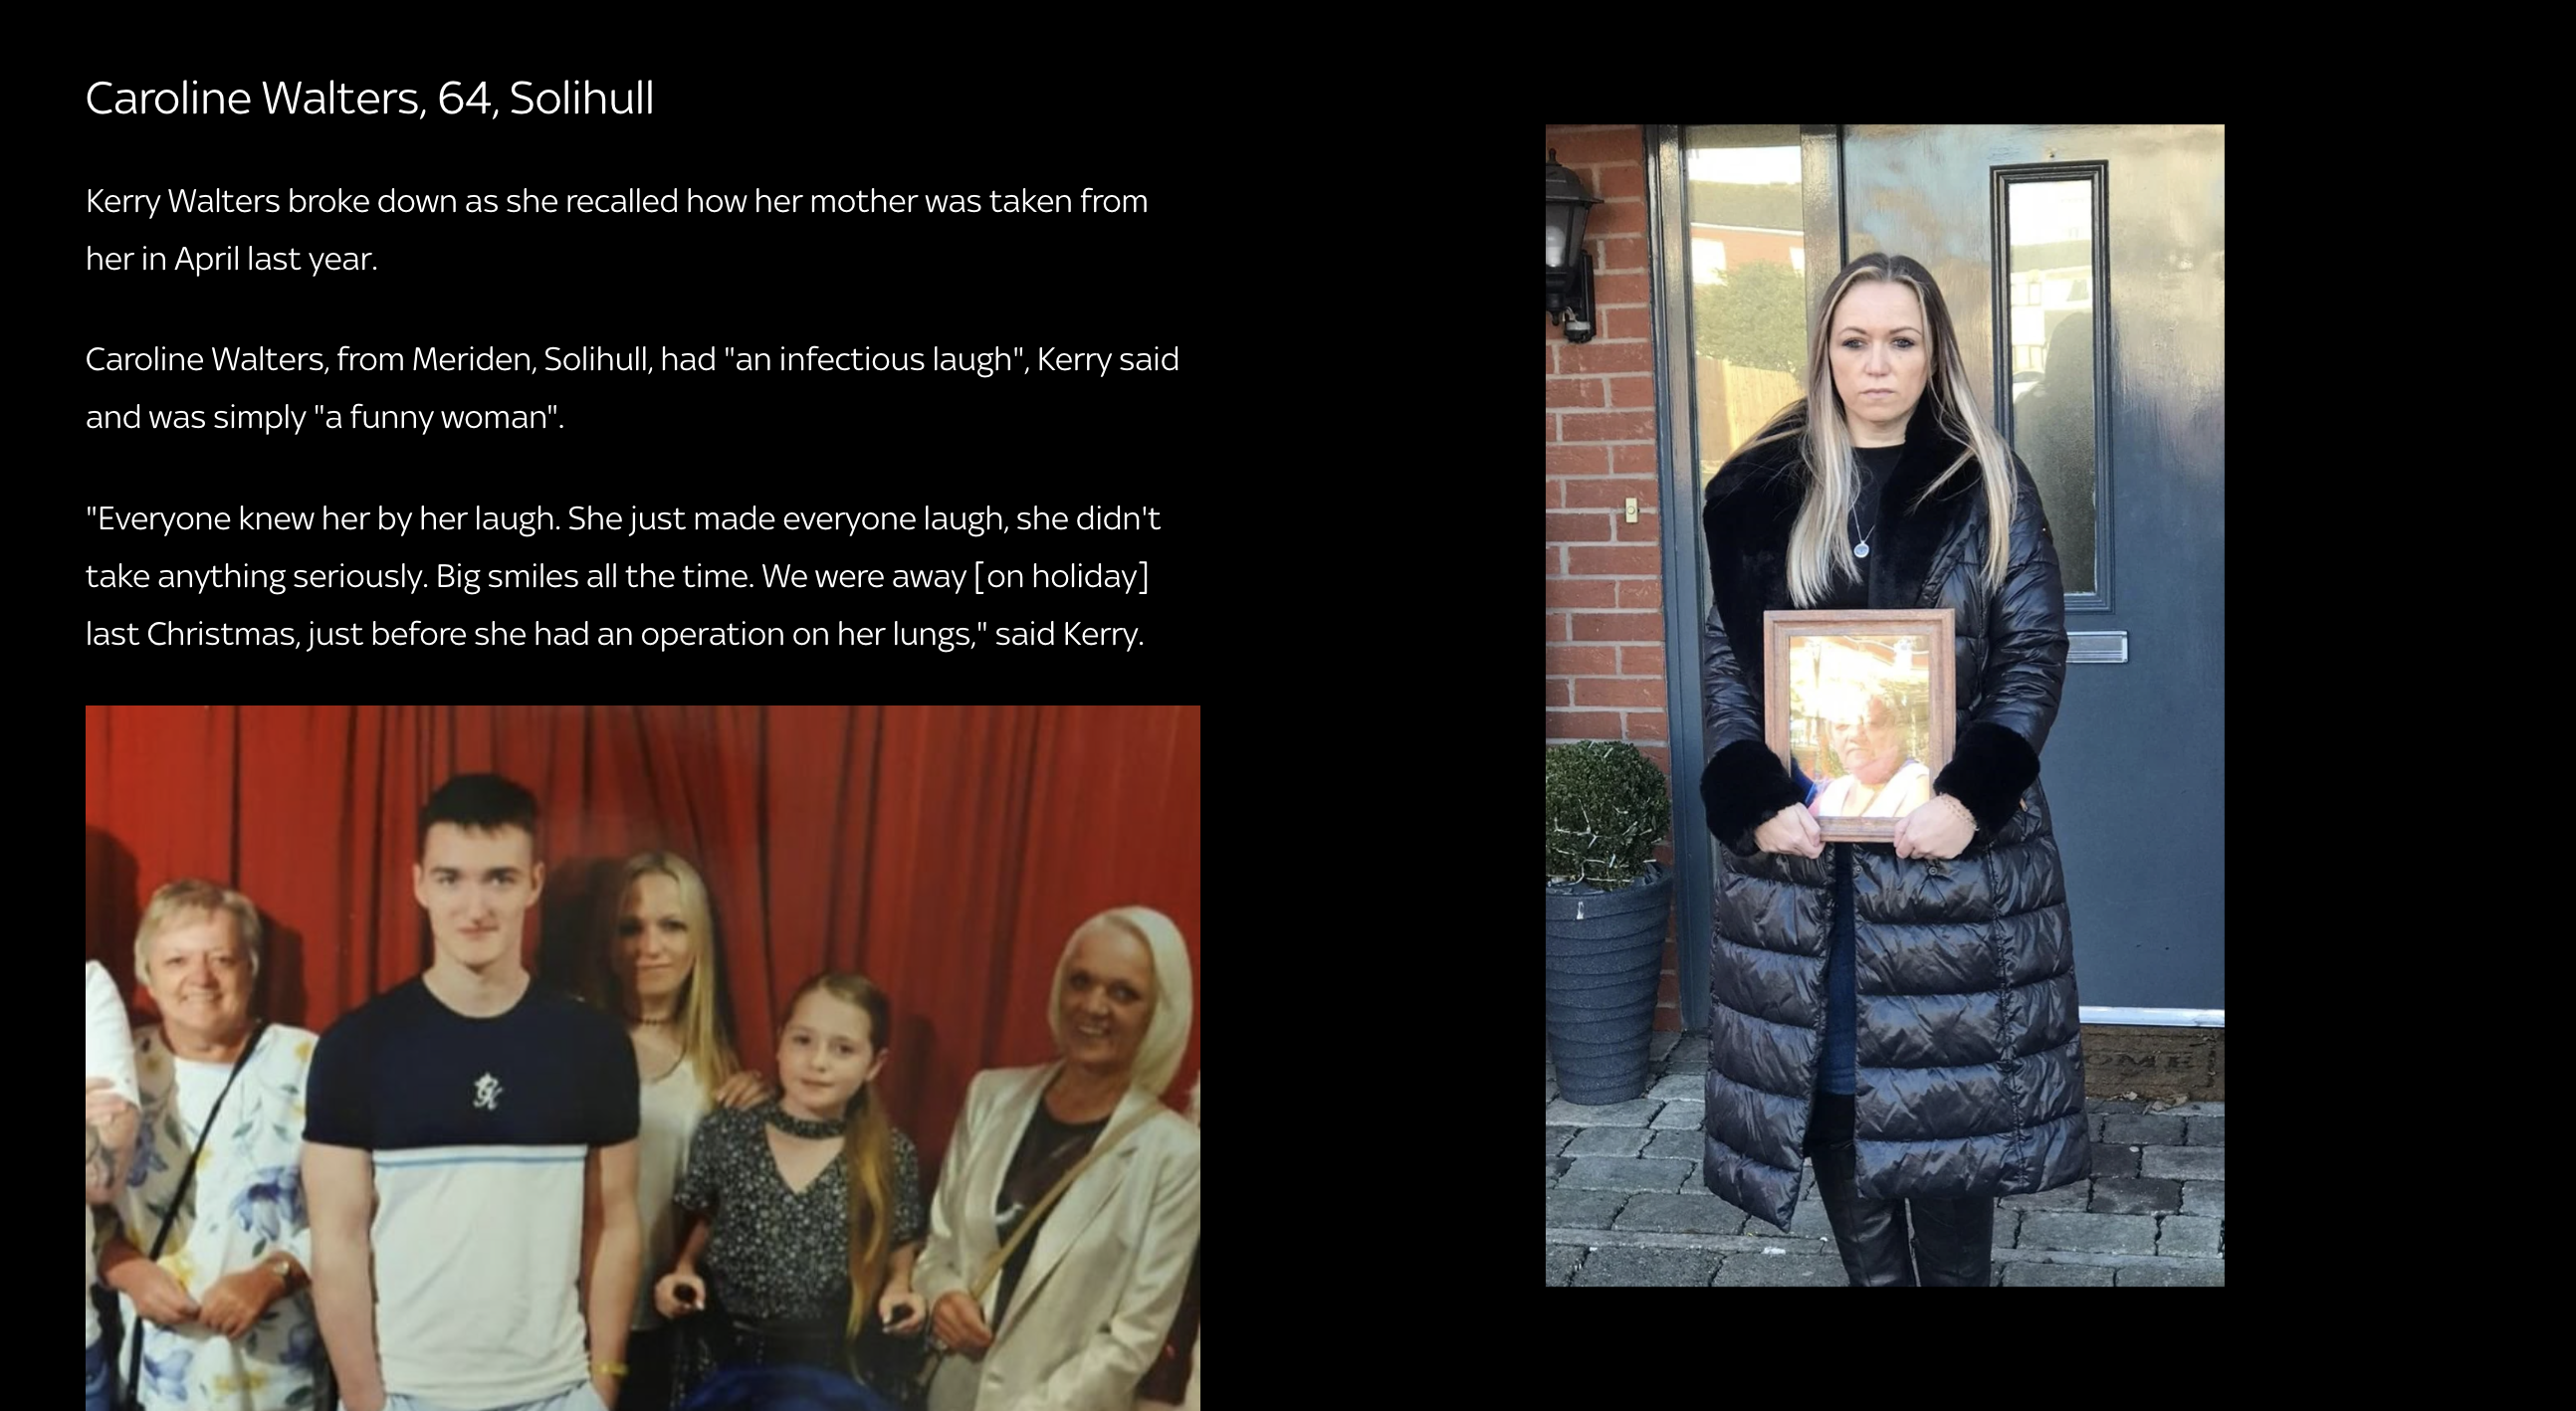 Caroline Walters, 64, Solihull
Kerry Walters broke down as she recalled how her mother was taken from
her in April last year.
Caroline Walters, from Meriden, Solihull, had "an infectious laugh", Kerry said
and was simply "a funny woman".
"Everyone knew her by her laugh. She just made everyone laugh, she didn't
take anything seriously. Big smiles all the time. We were away [on holiday]
last Christmas, just before she had an operation on her lungs," said Kerry.
OME